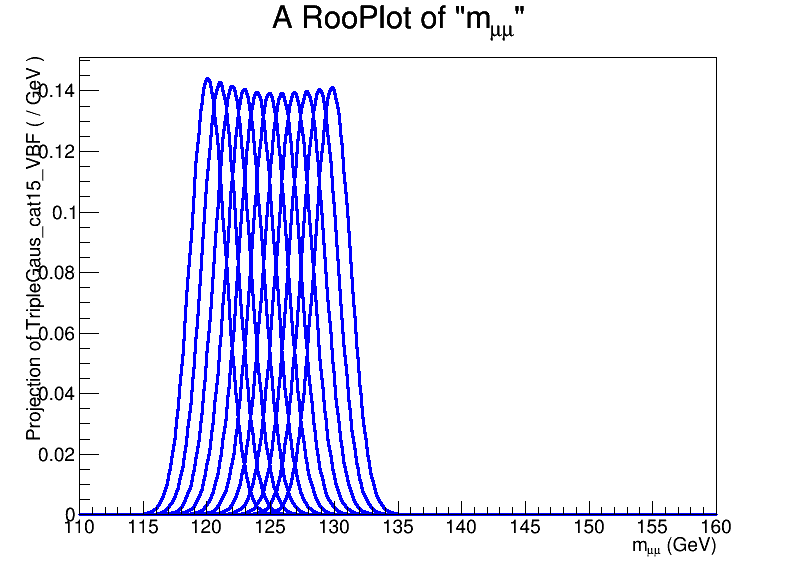 A RooPlot of "mμμ"
Projection of TripleGaus_cat15_VBF ( / GeV )
0.14
0.12
0.1
0.08
0.06
0.04
0.02
0
110 115 120 125 130 135 140 145 150 155 160
mμμ (GeV)